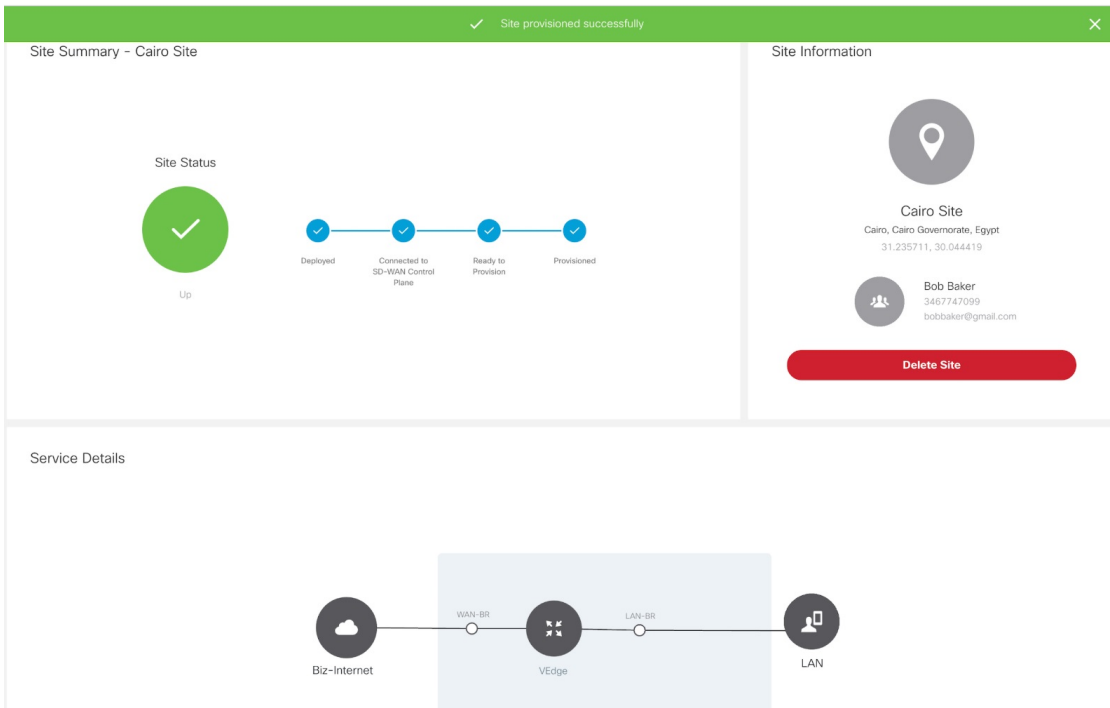 Site provisioned successfully
Site Summary - Cairo Site
Site Information
Site Status
Up
Deployed
Connected to
SD-WAN Control
Plane
Ready to
Provision
Provisioned
Cairo Site
Cairo, Cairo Governorate, Egypt
31.235711, 30.044419
Bob Baker
3467747099
bobbaker@gmail.com
Delete Site
Service Details
Biz-Internet
WAN-BR
VEdge
LAN-BR
LAN